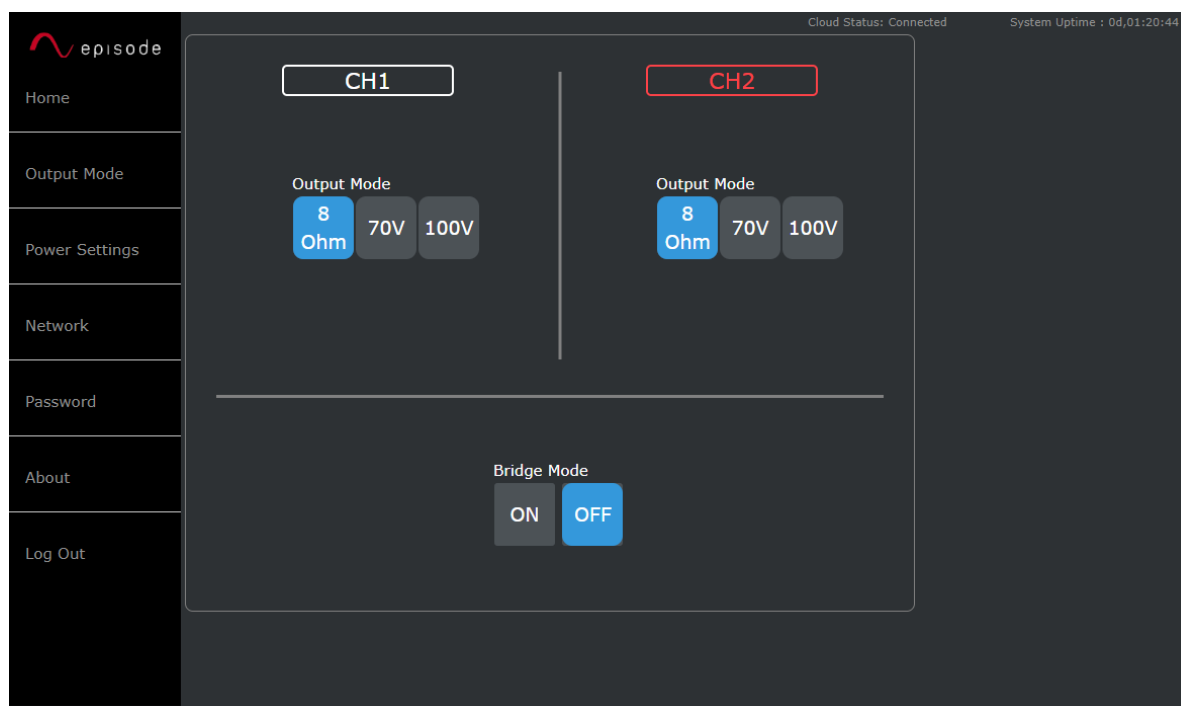 Cloud Status: Connected
System Uptime : 0d,01:20:44
episode
Home
Output Mode
Power Settings
Network
Password
About
Log Out
CH1
CH2
Output Mode
8
Ohm
70V
100V
Output Mode
8
Ohm
70V
100V
Bridge Mode
ON
OFF